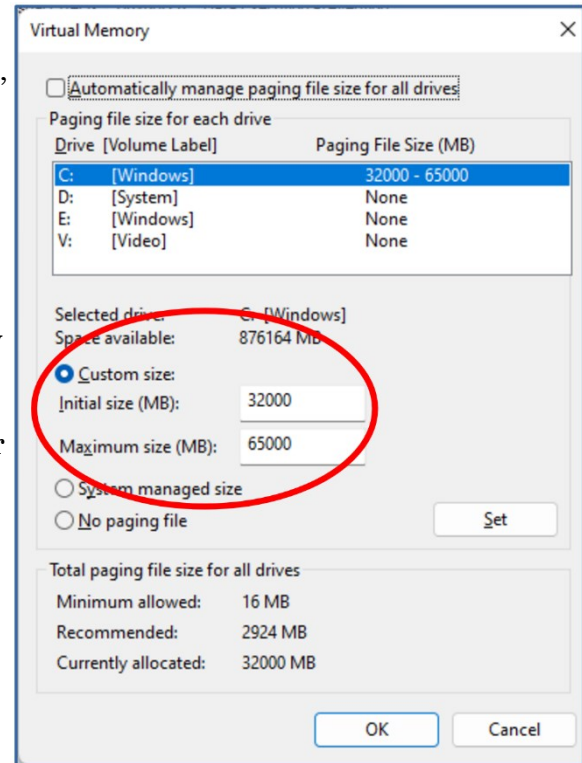 Virtual Memory
,
Automatically manage paging file size for all drives
Paging file size for each drive
Drive [Volume Label] Paging File Size (MB)
C: [Windows] 32000 - 65000
D: [System] None
E: [Windows] None
V: [Video] None
Selected drive: C: [Windows]
Space available: 876164 MB
Custom size:
Initial size (MB): 32000
r
Maximum size (MB): 65000
System managed size
No paging file Set
Total paging file size for all drives
Minimum allowed: 16 MB
Recommended: 2924 MB
Currently allocated: 32000 MB
OK Cancel